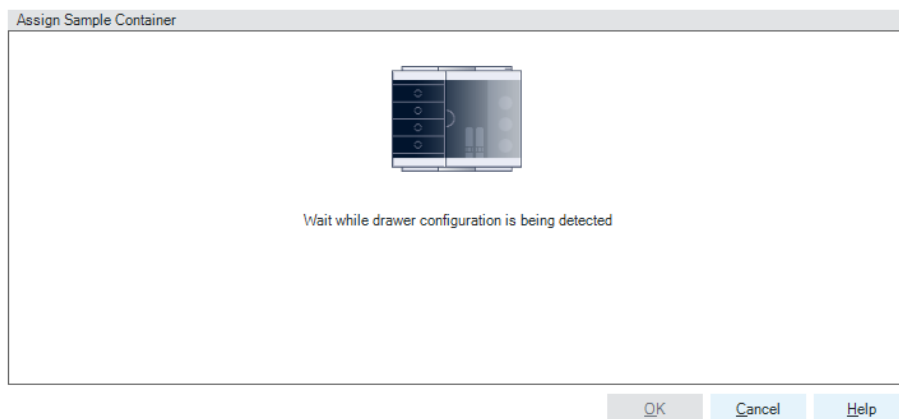 Assign Sample Container
Wait while drawer configuration is being detected
OK Cancel Help